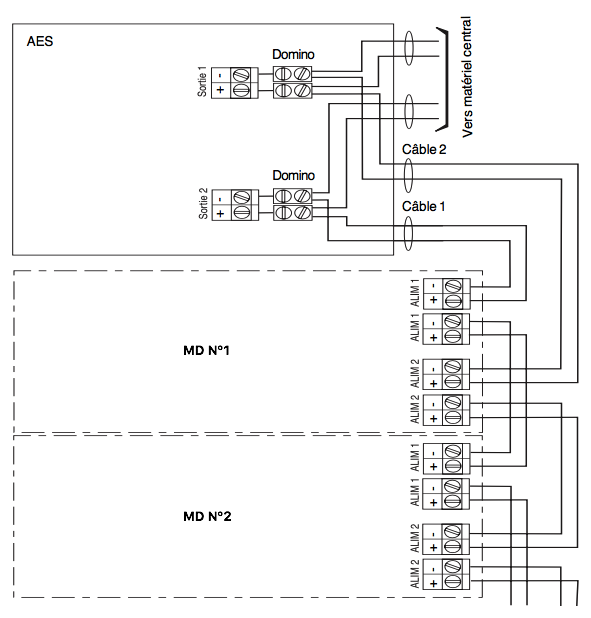 AES
Vers matériel central
Domino
Sortie 1
-
+
Câble 2
Domino
Sortie 2
-
+
Câble 1
MD N°1
ALIM 1
-
+
ALIM 1
-
+
ALIM 2
-
+
ALIM 2
-
+
MD N°2
ALIM 1
-
+
ALIM 1
-
+
ALIM 2
-
+
ALIM 2
-
+